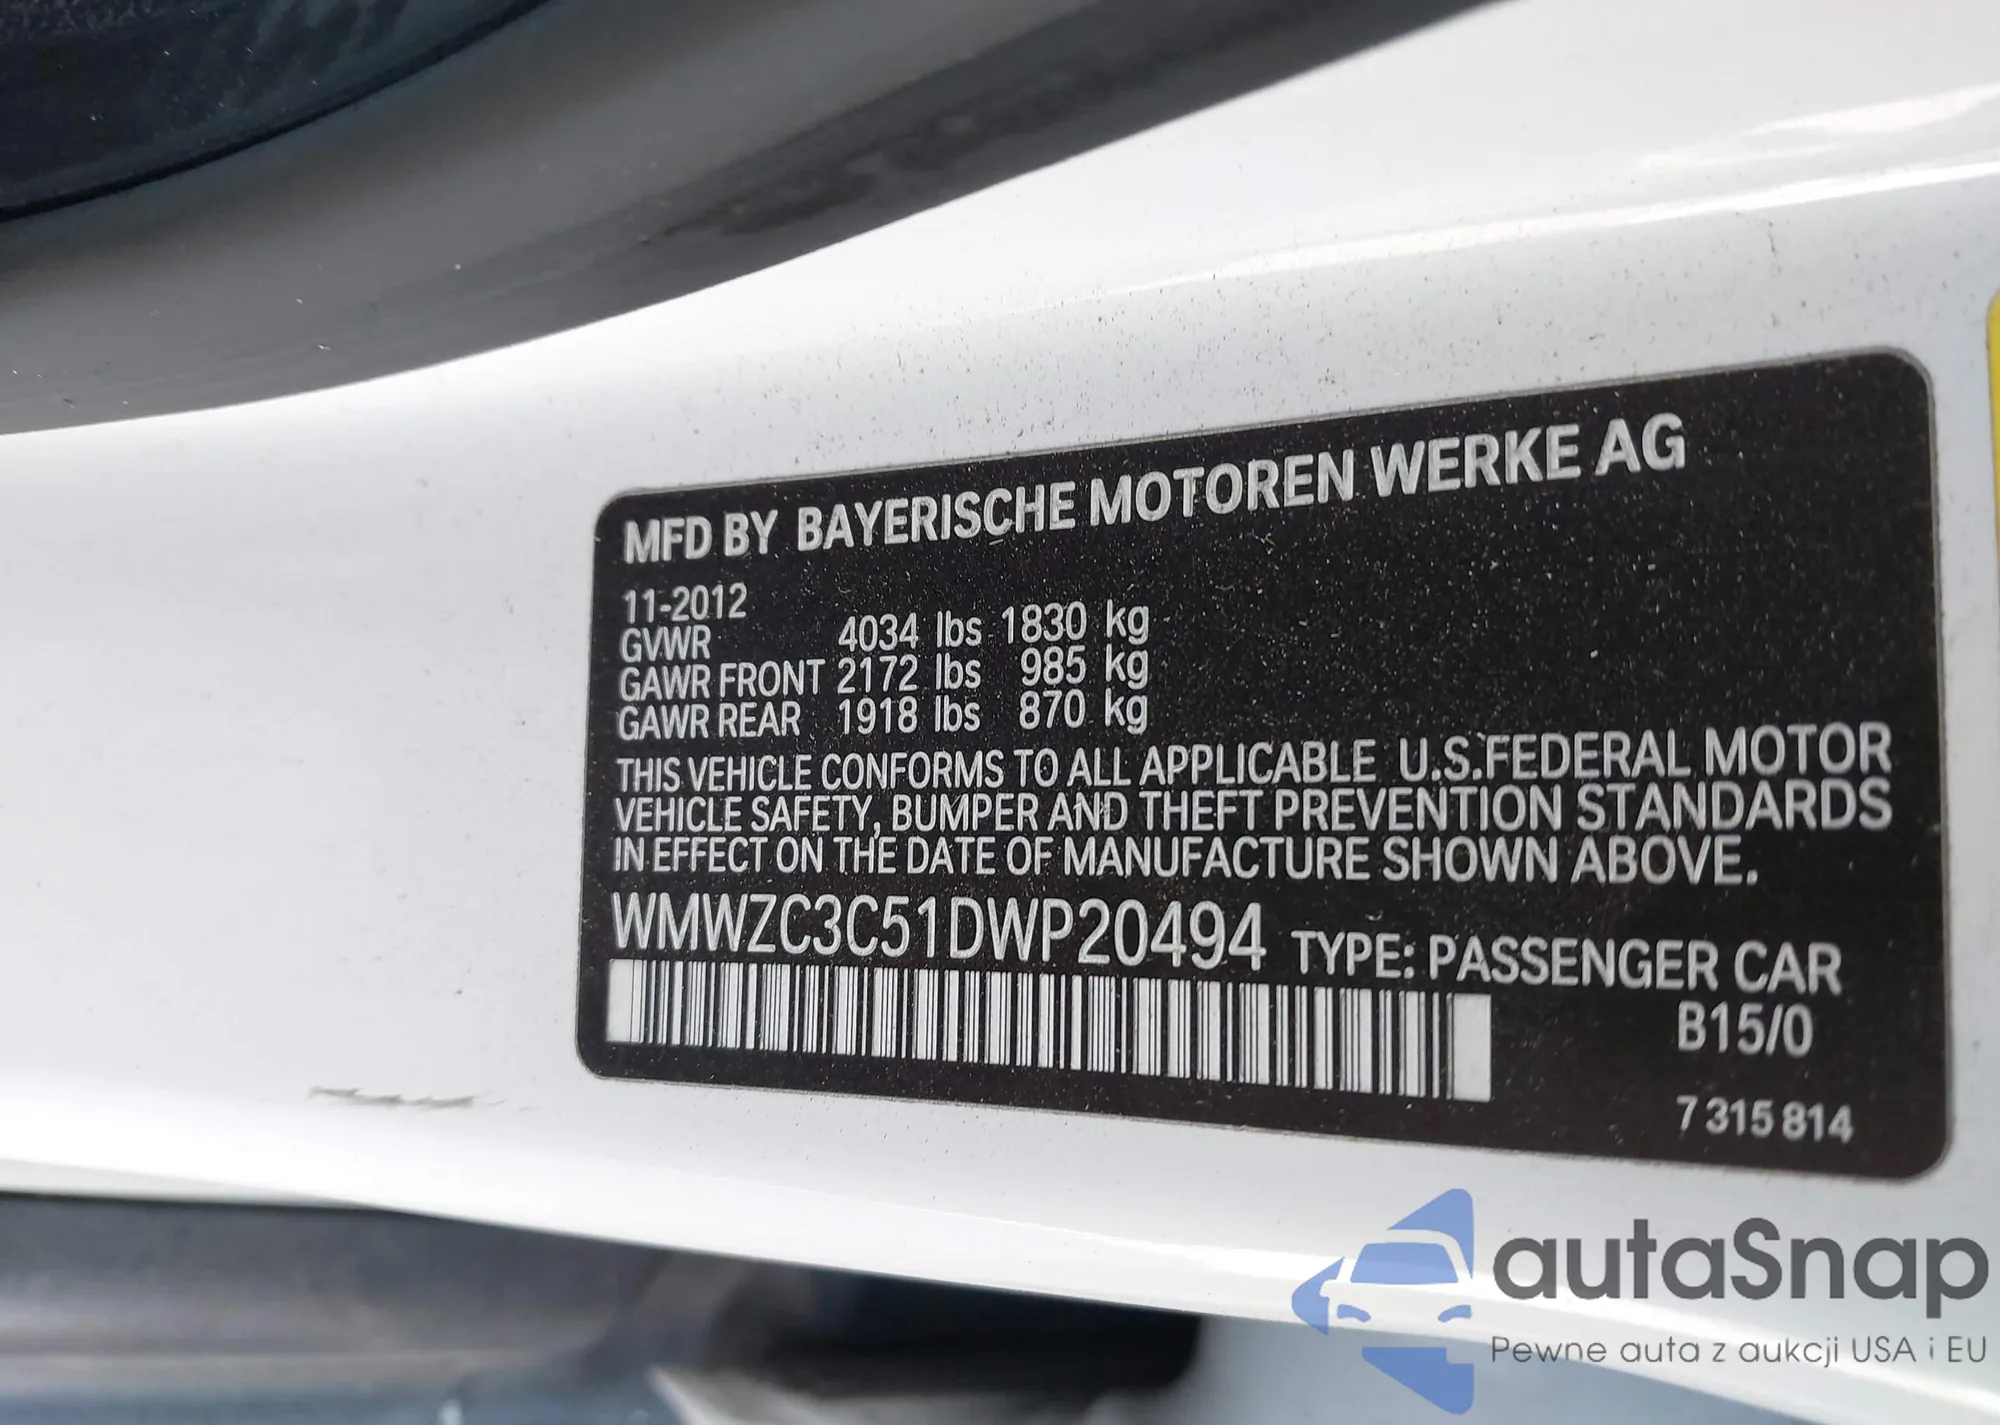 MFD BY BAYERISCHE MOTOREN WERKE AG
11-2012
GVWR 4034 lbs 1830 kg
GAWR FRONT 2172 lbs 985 kg
GAWR REAR 1918 lbs 870 kg
THIS VEHICLE CONFORMS TO ALL APPLICABLE U.S.FEDERAL MOTOR
VEHICLE SAFETY, BUMPER AND THEFT PREVENTION STANDARDS
IN EFFECT ON THE DATE OF MANUFACTURE SHOWN ABOVE.
WMWZC3C51DWP20494 TYPE: PASSENGER CAR
B15/0
7 315 814
autaSnap
Pewne auta z aukcji USA i EU